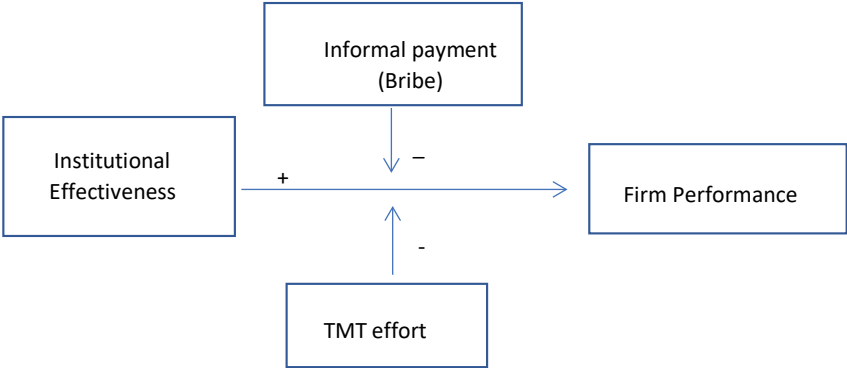 Informal payment
(Bribe)
Institutional
Effectiveness
+
–
Firm Performance
-
TMT effort